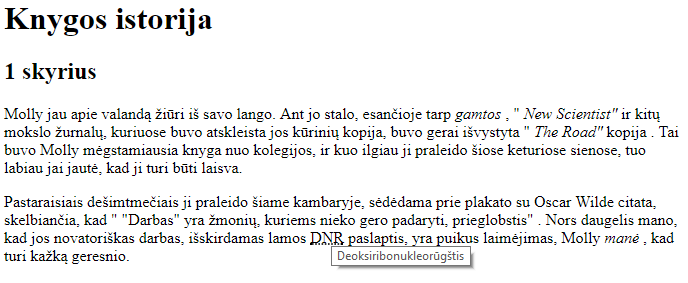 Knygos istorija
1 skyrius
Molly jau apie valandą žiūri iš savo lango. Ant jo stalo, esančioje tarp gamtos , " New Scientist" ir kitų
mokslo žurnalų, kuriuose buvo atskleista jos kūrinių kopija, buvo gerai išvystyta " The Road" kopija . Tai
buvo Molly mėgstamiausia knyga nuo kolegijos, ir kuo ilgiau ji praleido šiose keturiose sienose, tuo
labiau jai jautė, kad ji turi būti laisva.
Pastaraisiais dešimtmečiais ji praleido šiame kambaryje, sėdėdama prie plakato su Oscar Wilde citata,
skelbiančia, kad " "Darbas" yra žmonių, kuriems nieko gero padaryti, prieglobstis" . Nors daugelis mano,
kad jos novatoriškas darbas, išskirdamas lamos DNR paslaptis, yra puikus laimėjimas, Molly manė , kad
turi kažką geresnio.
Deoksiribonukleorūgštis